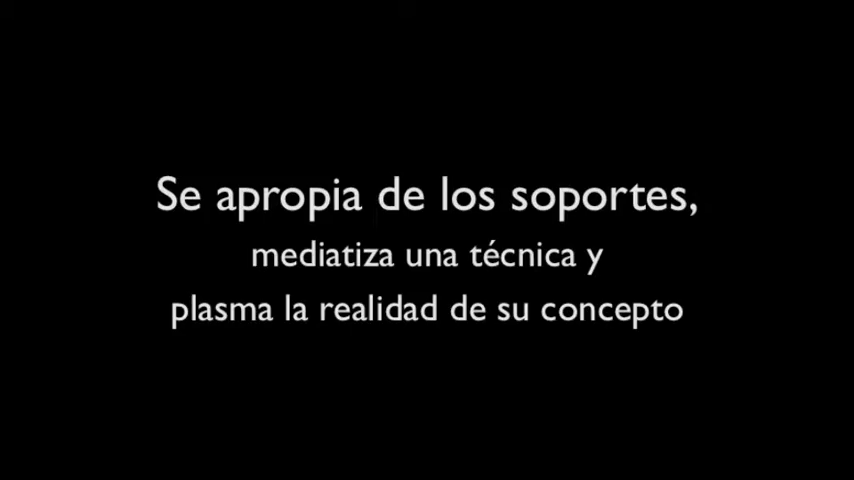 Se apropia de los soportes,
mediatiza una técnica y
plasma la realidad de su concepto